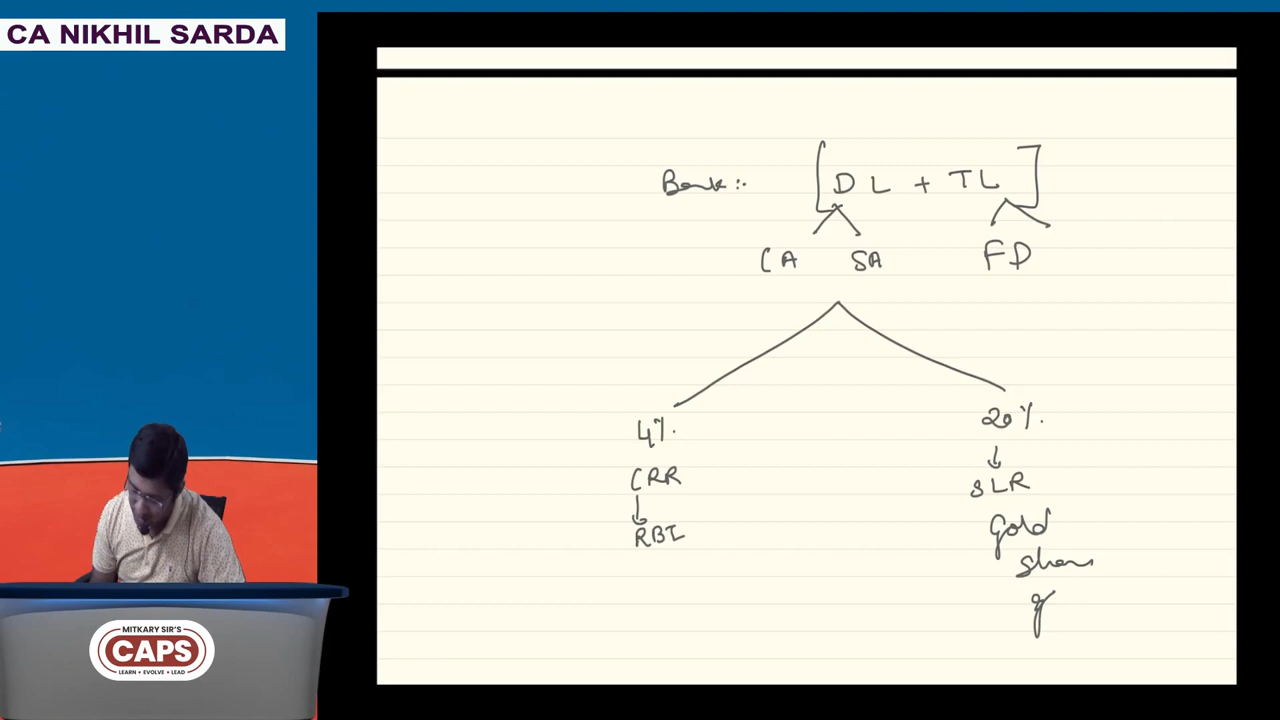 CA NIKHIL SARDA
Bank :-
[DL + TL]
CA SA FD
4%. 20%.
CRR SLR
RBI Gold
MITKARY SIR'S
CAPS
LEARN • EVOLVE • LEAD